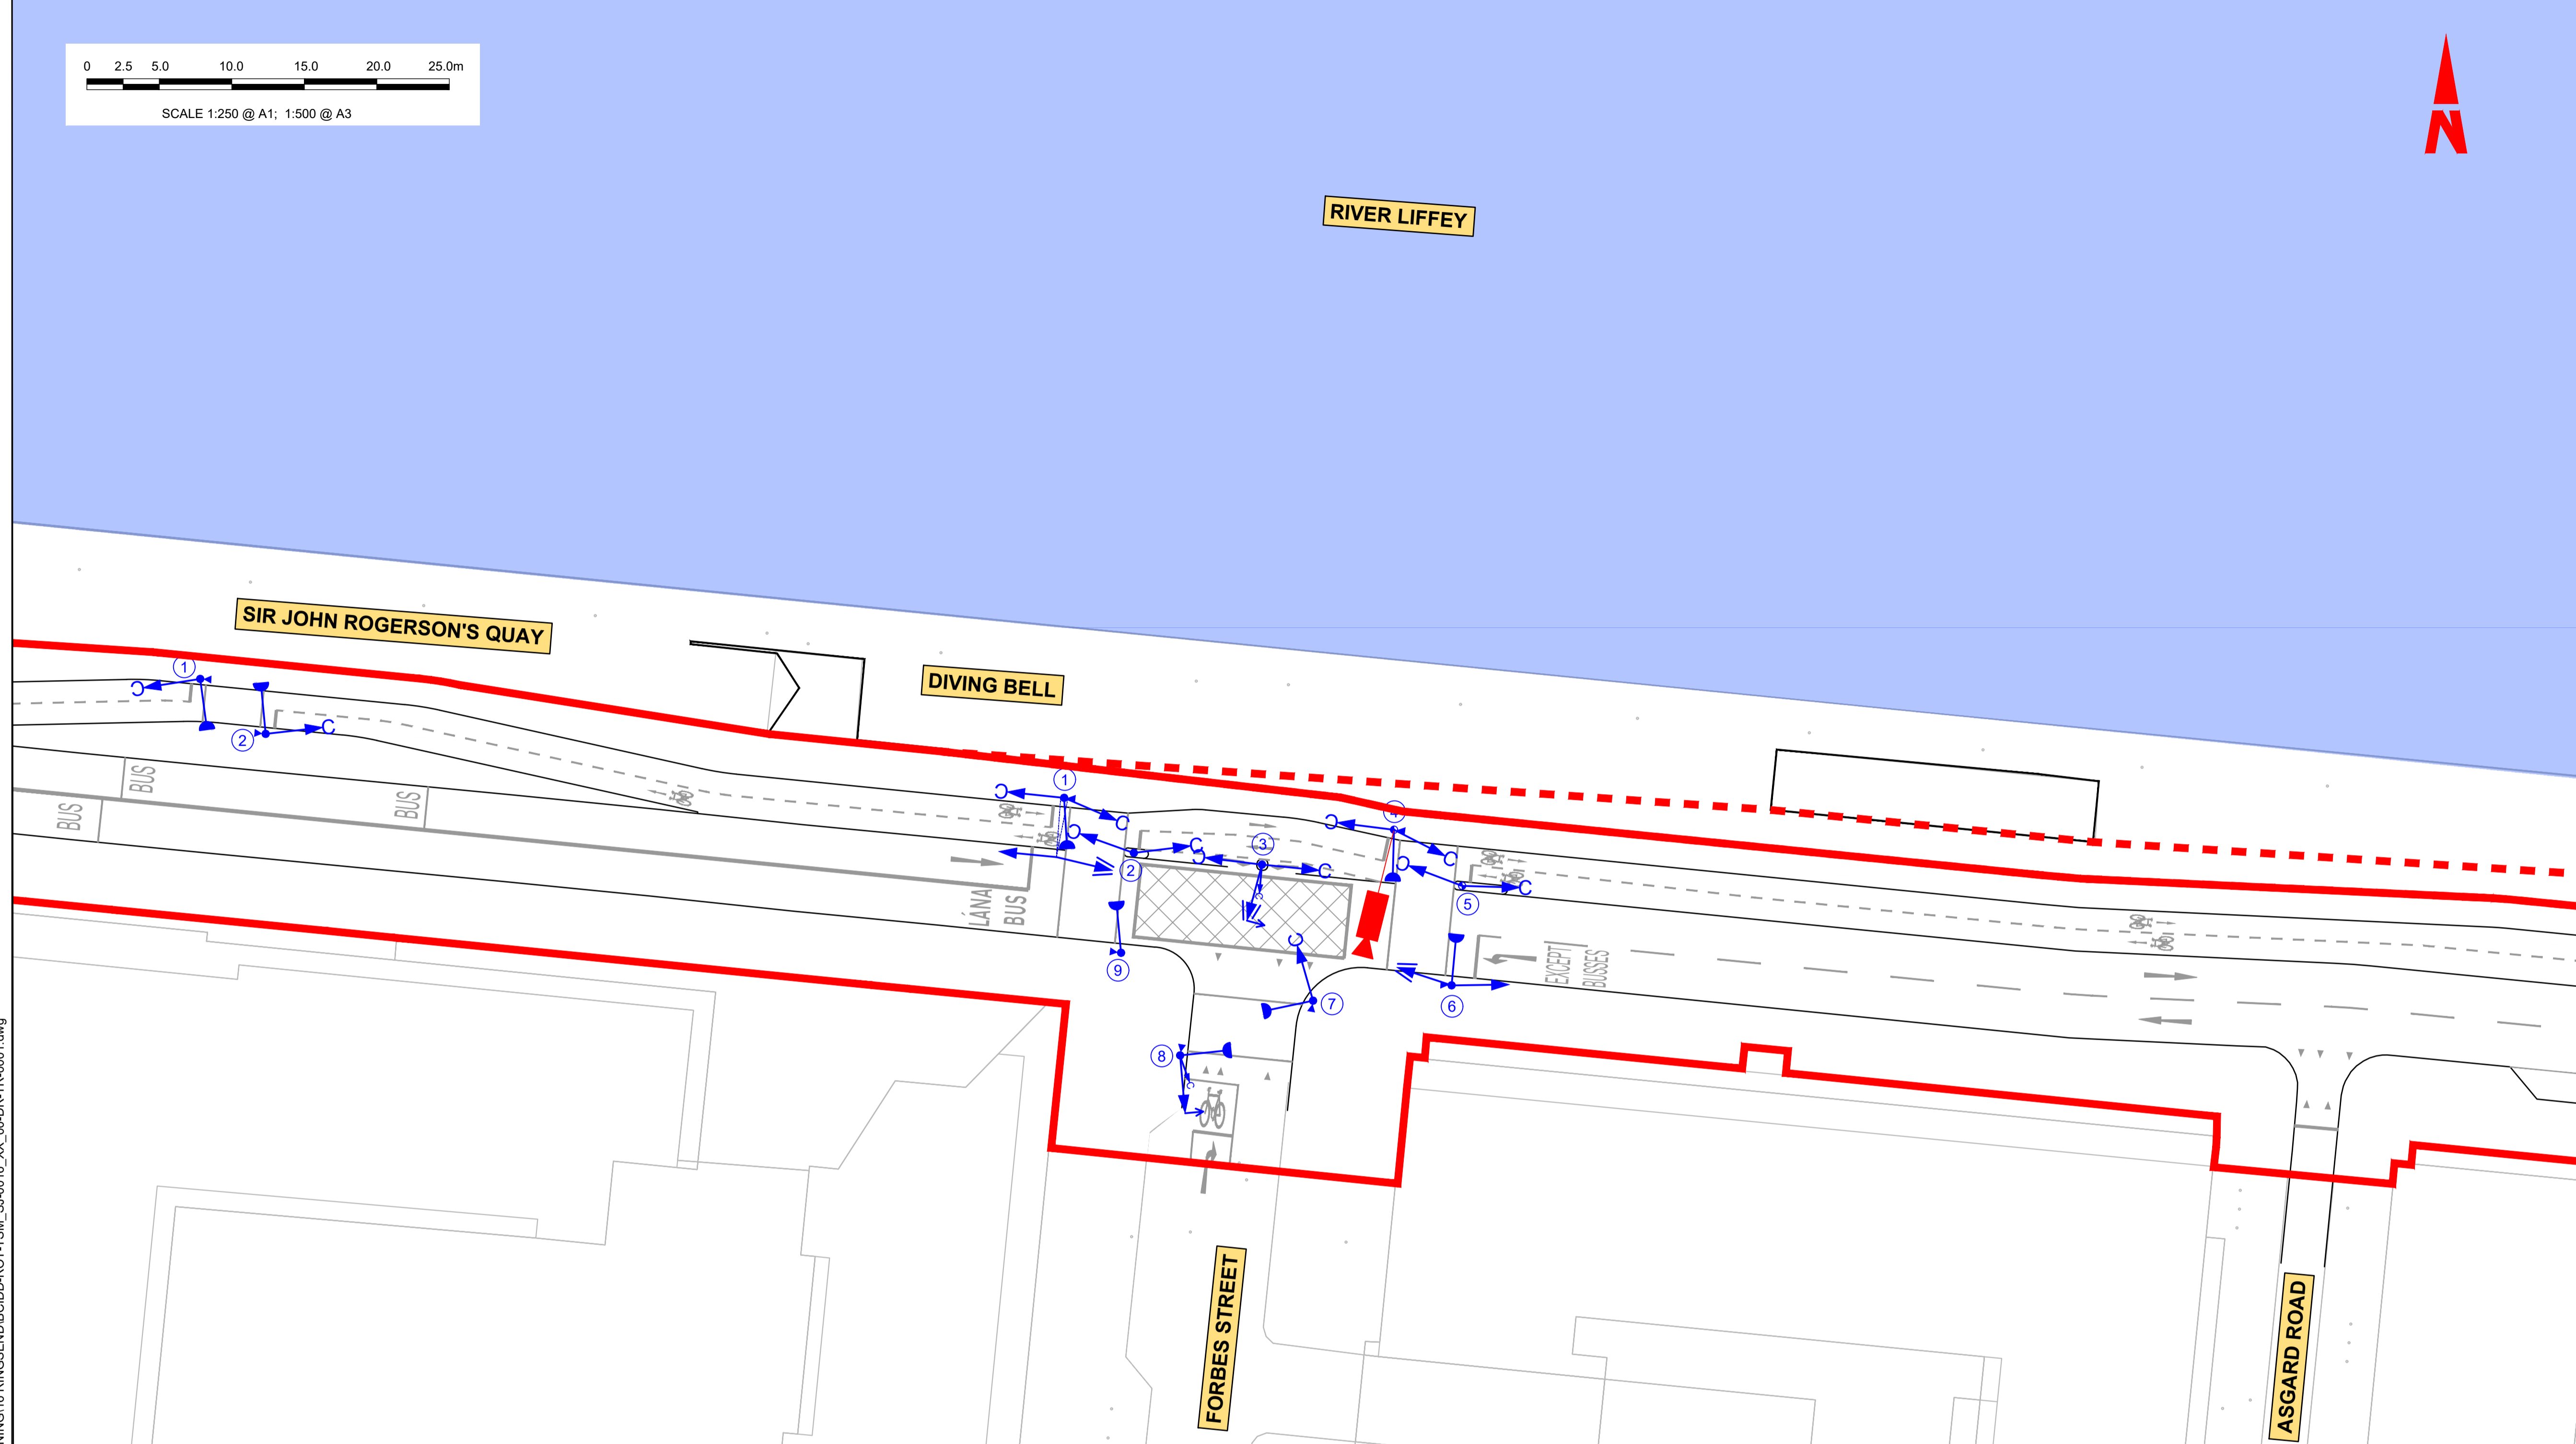 0 2.5 5.0 10.0 15.0 20.0 25.0m
SCALE 1:250 @ A1; 1:500 @ A3
N
RIVER LIFFEY
SIR JOHN ROGERSON'S QUAY
DIVING BELL
1
C
2
C
BUS
BUS
BUS
1
C
C
C
2
C
C
3
C
C
4
C
C
C
5
C
LÁNA
BUS
EXCEPT
BUSSES
9
C
7
6
8
C
FORBES STREET
ASGARD ROAD